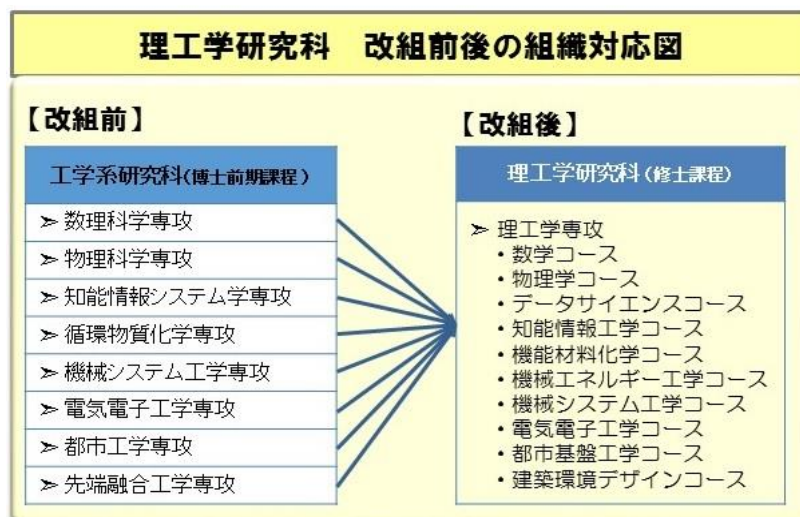 理工学研究科　改組前後の組織対応図
【改組前】
工学系研究科(博士前期課程)
➢ 数理科学専攻
➢ 物理科学専攻
➢ 知能情報システム学専攻
➢ 循環物質化学専攻
➢ 機械システム工学専攻
➢ 電気電子工学専攻
➢ 都市工学専攻
➢ 先端融合工学専攻
【改組後】
理工学研究科(修士課程)
➢ 理工学専攻
・数学コース
・物理学コース
・データサイエンスコース
・知能情報工学コース
・機能材料化学コース
・機械エネルギー工学コース
・機械システム工学コース
・電気電子工学コース
・都市基盤工学コース
・建築環境デザインコース